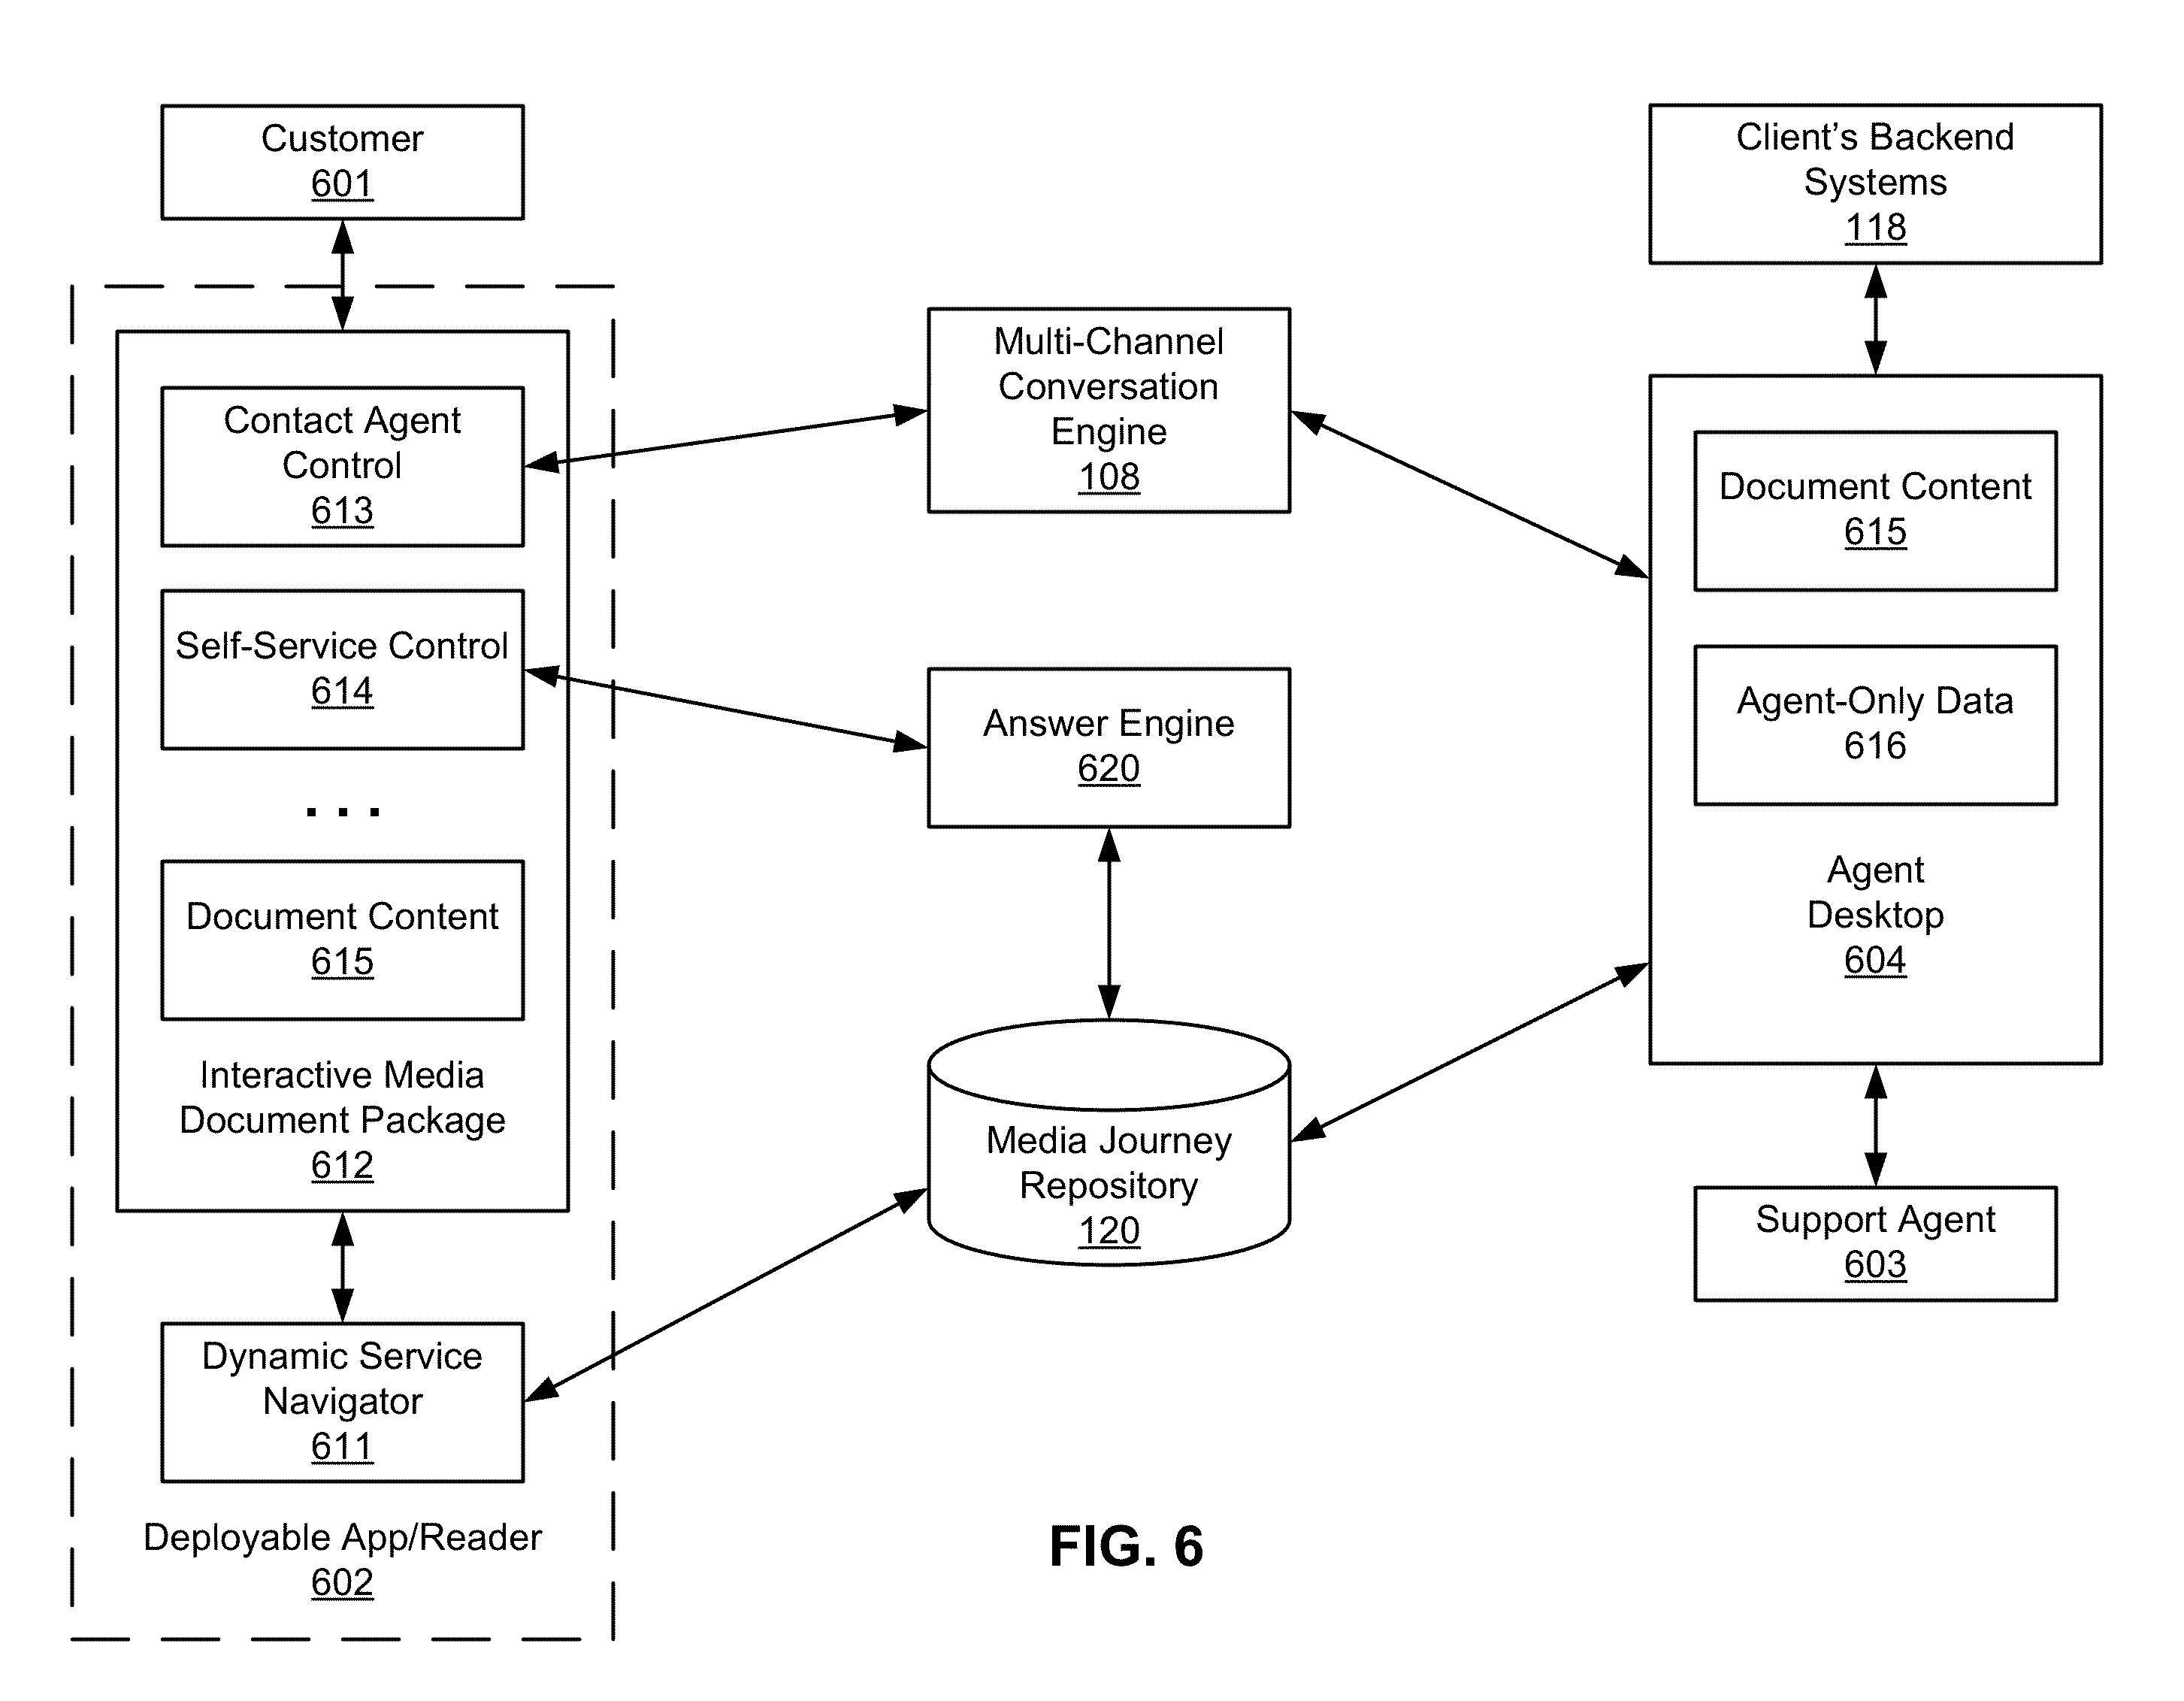 Customer
601
Contact Agent
Control
613
Self-Service Control
614
. . .
Document Content
615
Interactive Media
Document Package
612
Dynamic Service
Navigator
611
Deployable App/Reader
602
Multi-Channel
Conversation
Engine
108
Answer Engine
620
Media Journey
Repository
120
Client’s Backend
Systems
118
Document Content
615
Agent-Only Data
616
Agent
Desktop
604
Support Agent
603
FIG. 6